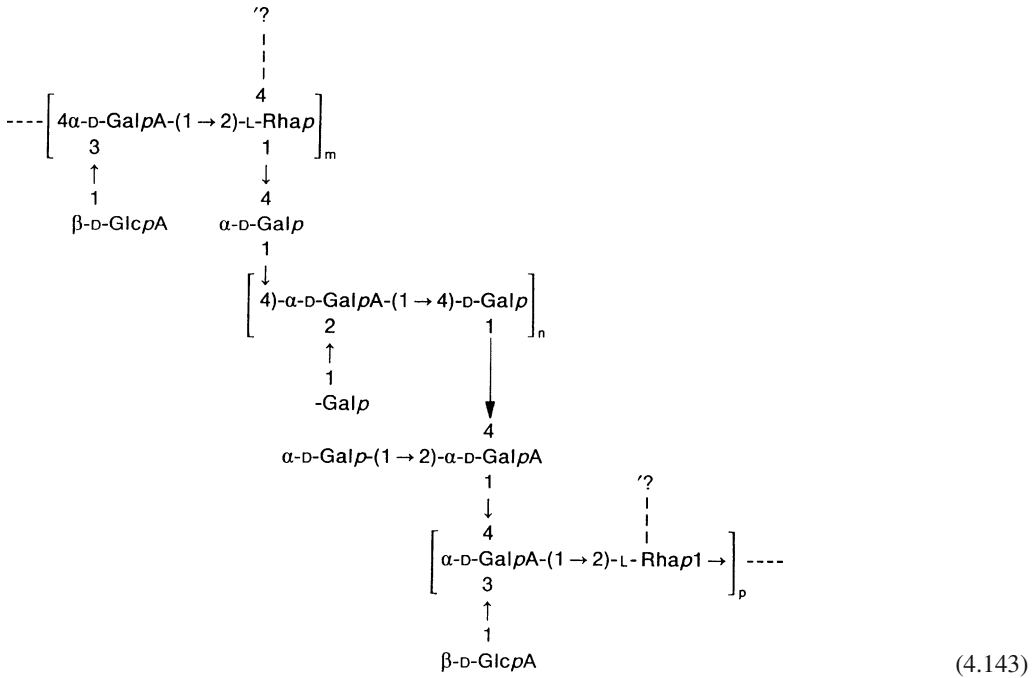 ′?
4
----[4α-D-GalpA-(1→2)-L-Rhap]m
3 1
↑ ↓
1 4
β-D-GlcpA α-D-Galp
1
↓
[4)-α-D-GalpA-(1→4)-D-Galp]n
2 1
↑
1
-Galp
4
α-D-Galp-(1→2)-α-D-GalpA
1 ′?
↓
4
[α-D-GalpA-(1→2)-L-Rhap1→]p----
3
↑
1
β-D-GlcpA (4.143)